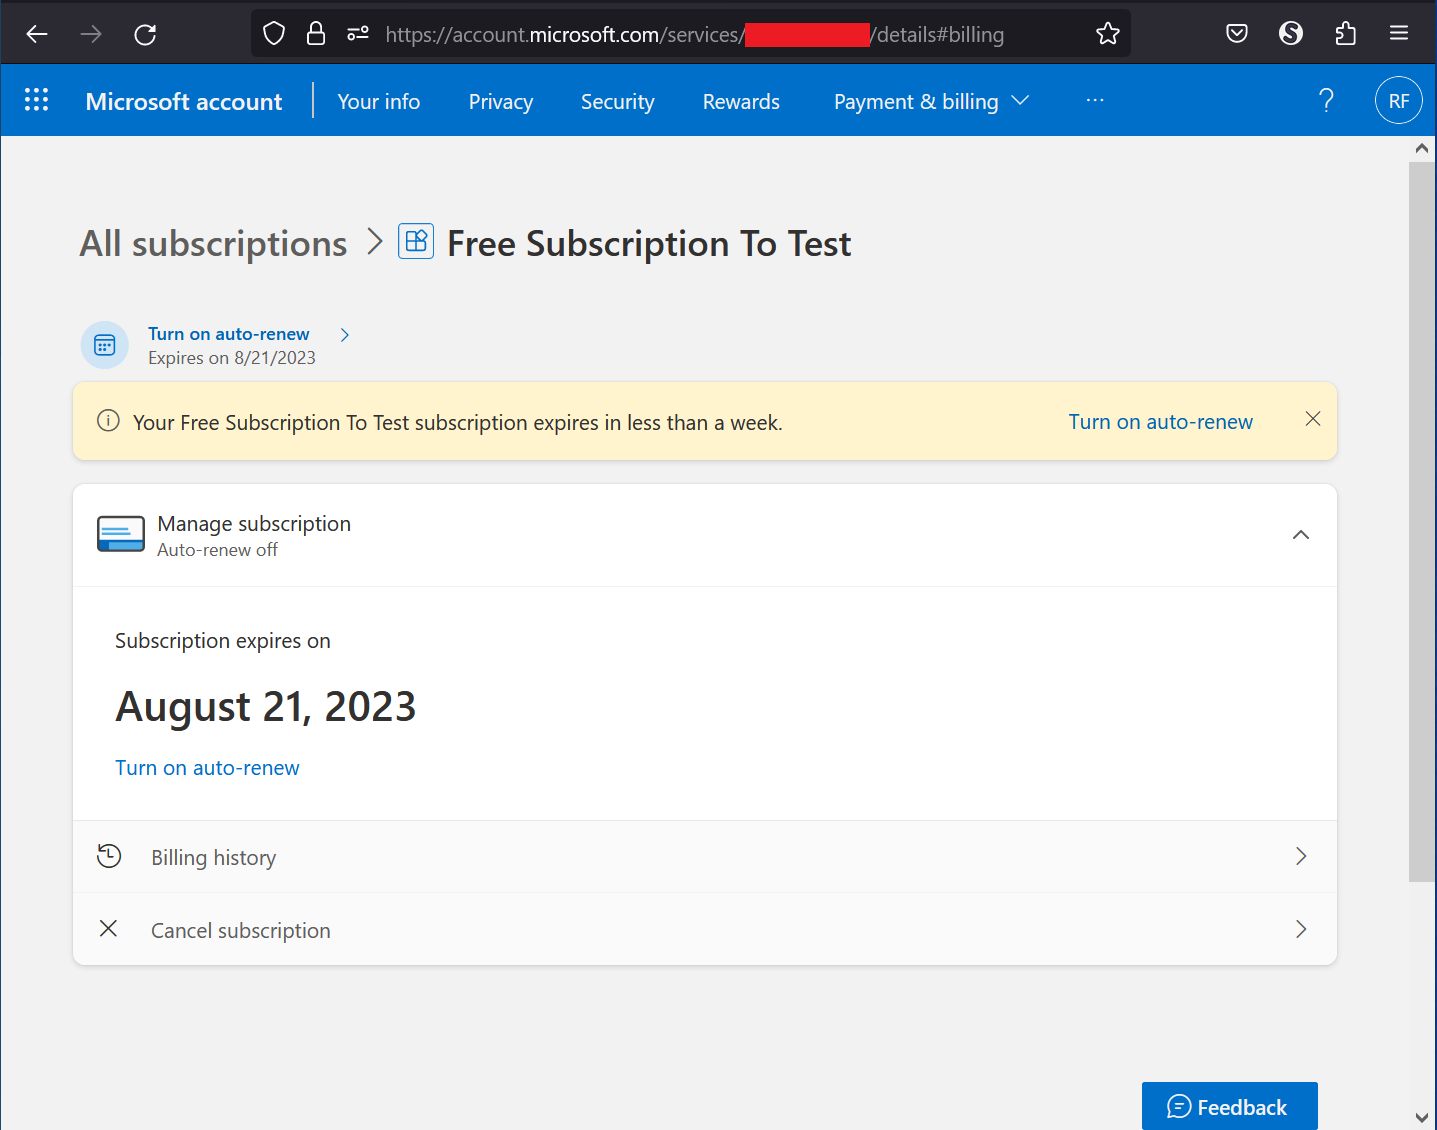 https://account.microsoft.com/services/ /details#billing
Microsoft account Your info Privacy Security Rewards Payment & billing ... ? RF
All subscriptions > Free Subscription To Test
Turn on auto-renew
Expires on 8/21/2023
Your Free Subscription To Test subscription expires in less than a week. Turn on auto-renew
Manage subscription
Auto-renew off
Subscription expires on
August 21, 2023
Turn on auto-renew
Billing history
Cancel subscription
Feedback